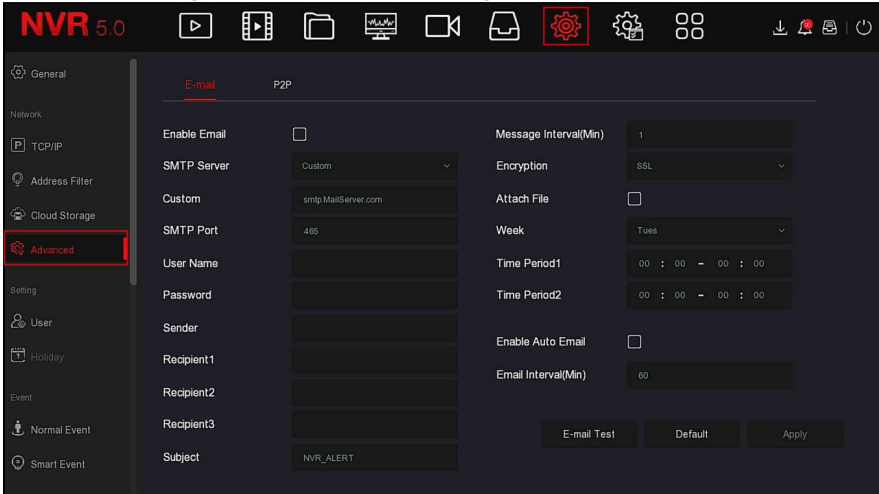 NVR 5.0
General
Network
TCP/IP
Address Filter
Cloud Storage
Advanced
Setting
User
Holiday
Event
Normal Event
Smart Event
E-mail P2P
Enable Email
SMTP Server Custom
Custom smtp.MailServer.com
SMTP Port 465
User Name
Password
Sender
Recipient1
Recipient2
Recipient3
Subject NVR_ALERT
Message Interval(Min) 1
Encryption SSL
Attach File
Week Tues
Time Period1 00 : 00 - 00 : 00
Time Period2 00 : 00 - 00 : 00
Enable Auto Email
Email Interval(Min) 60
E-mail Test Default Apply